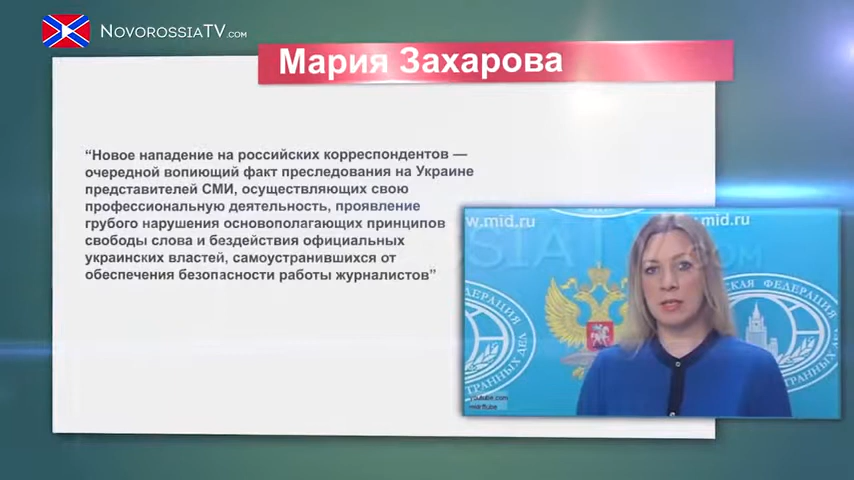 NOVOROSSIATV.COM
Мария Захарова
“Новое нападение на российских корреспондентов —
очередной вопиющий факт преследования на Украине
представителей СМИ, осуществляющих свою
профессиональную деятельность, проявление
грубого нарушения основополагающих принципов
свободы слова и бездействия официальных
украинских властей, самоустранившихся от
обеспечения безопасности работы журналистов”
w.mid.ru
w.mid.ru
youtube.com